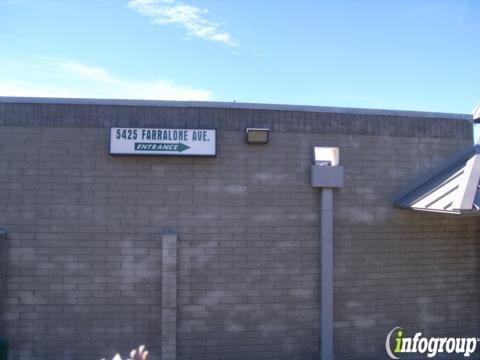 5425 FARRALONE AVE.
ENTRANCE
infogroup